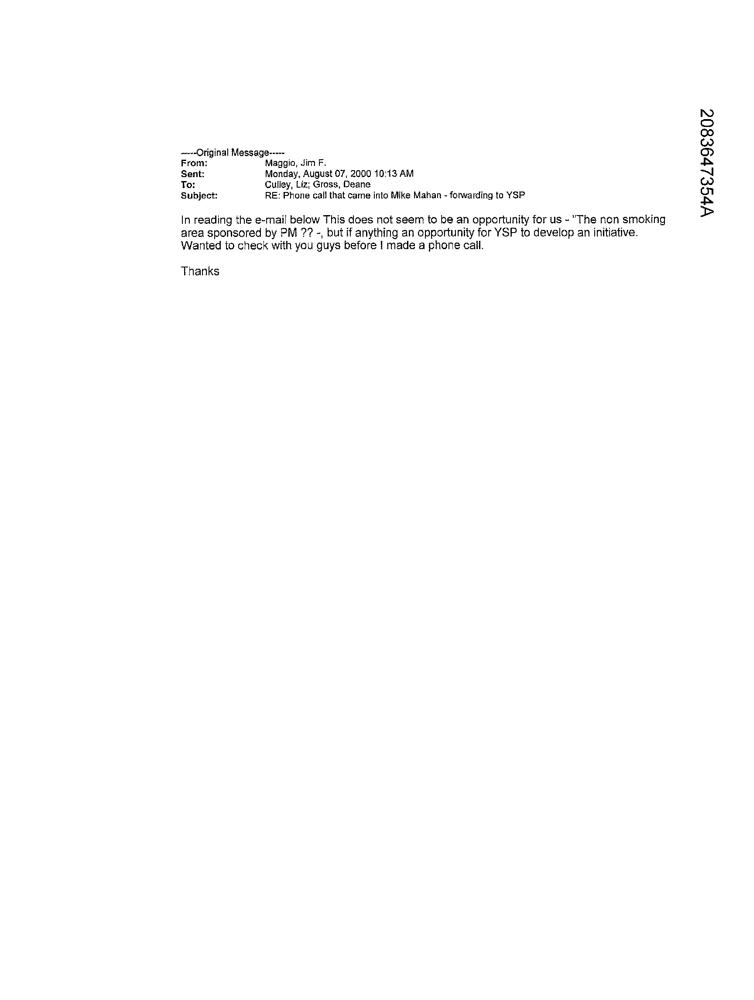 -----Original Message-----
From: Maggio, Jim F.
Sent: Monday, August 07, 2000 10:13 AM
To: Culley, Liz; Gross, Deane
Subject: RE: Phone call that came into Mike Mahan - forwarding to YSP
In reading the e-mail below This does not seem to be an opportunity for us - "The non smoking
area sponsored by PM ?? -, but if anything an opportunity for YSP to develop an initiative.
Wanted to check with you guys before I made a phone call.
Thanks
2083647354A